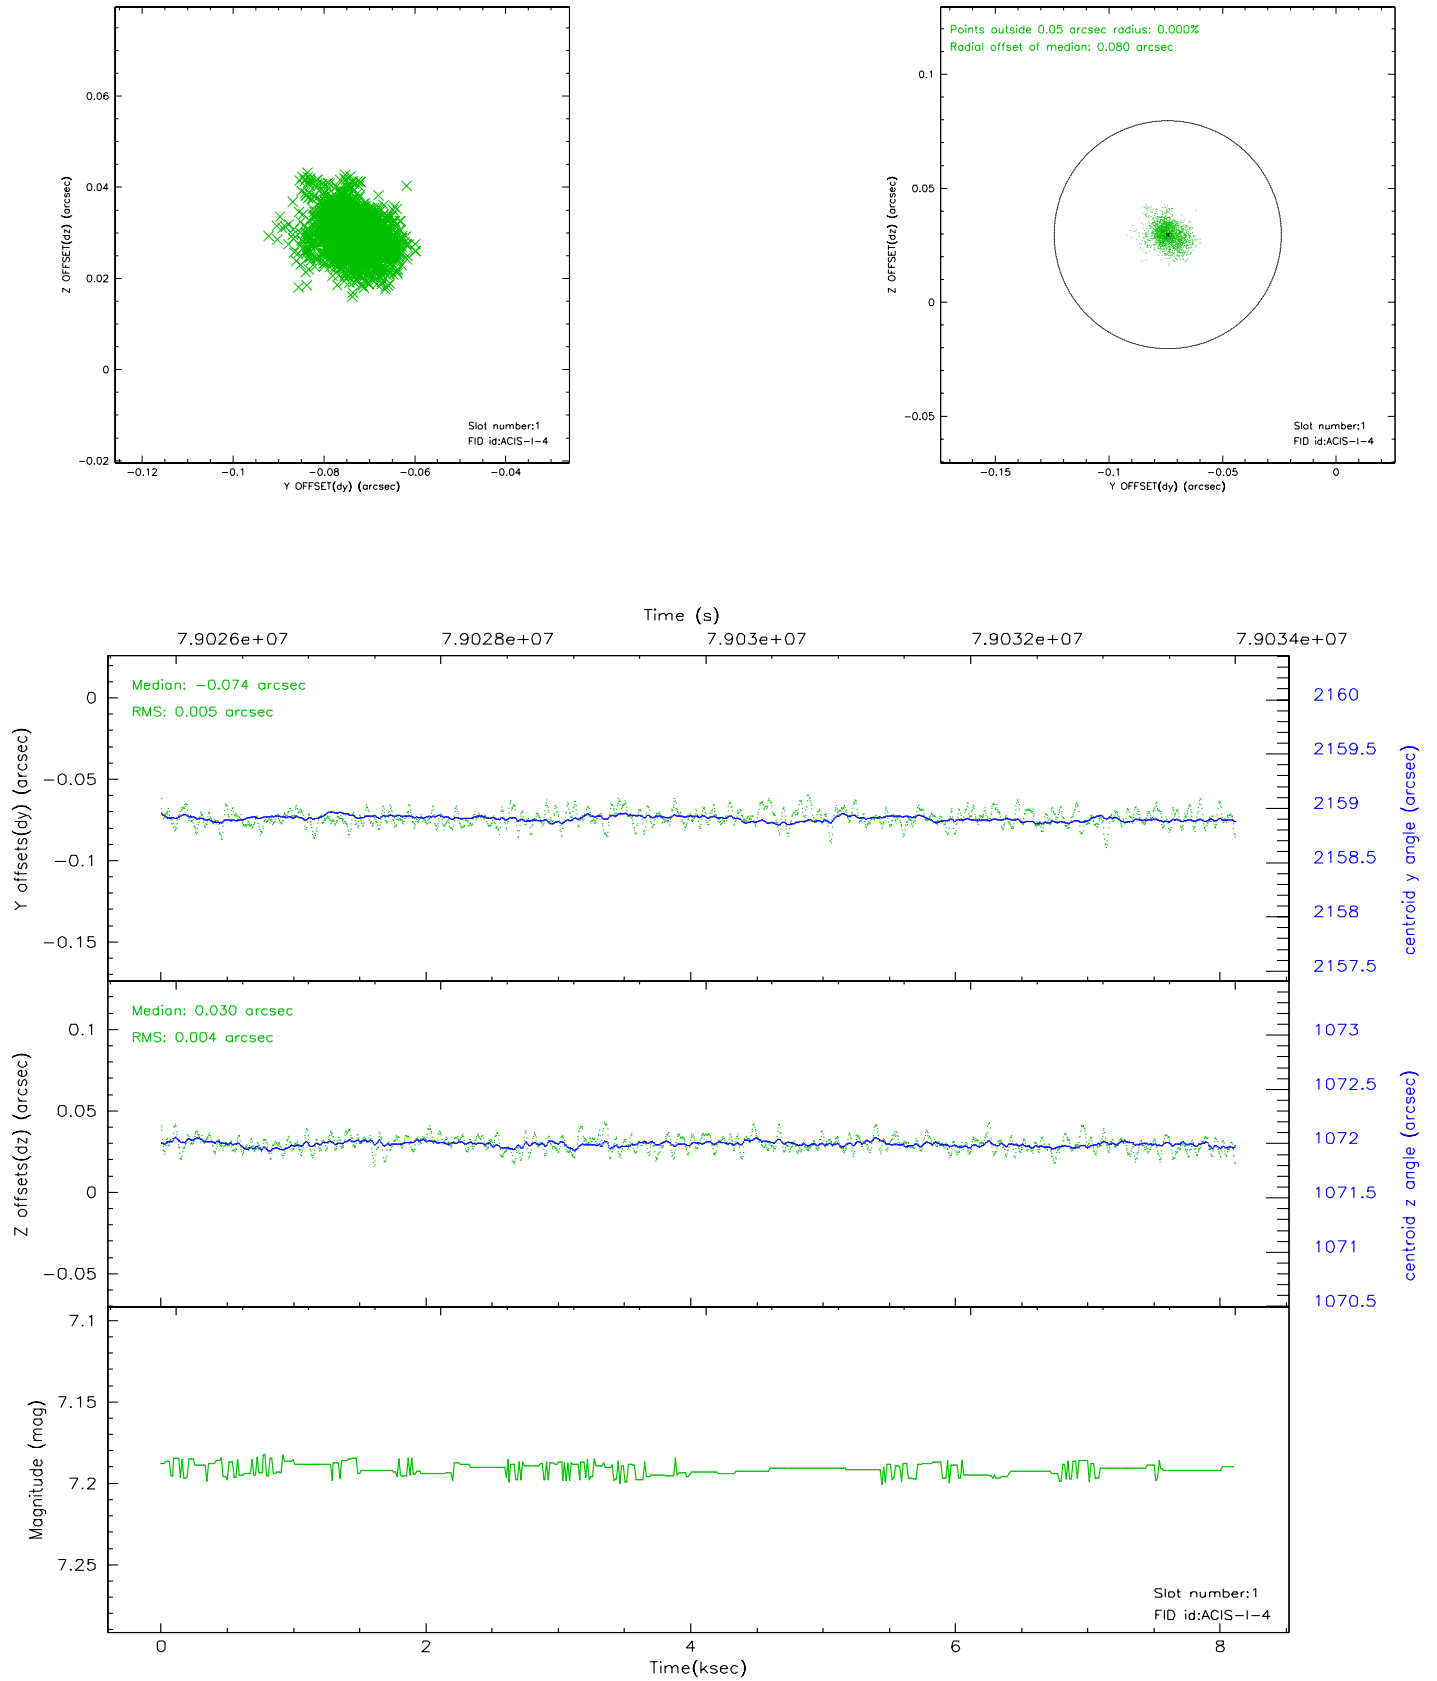 0.06
0.04
0.02
0
−0.02
Z OFFSET(dz) (arcsec)
Slot number:1
FID id:ACIS−I−4
−0.12 −0.1 −0.08 −0.06 −0.04
Y OFFSET(dy) (arcsec)
Points outside 0.05 arcsec radius: 0.000%
Radial offset of median: 0.080 arcsec
0.1
0.05
0
−0.05
Z OFFSET(dz) (arcsec)
Slot number:1
FID id:ACIS−I−4
−0.15 −0.1 −0.05 0
Y OFFSET(dy) (arcsec)
Time (s)
7.9026e+07 7.9028e+07 7.903e+07 7.9032e+07 7.9034e+07
Median: −0.074 arcsec
RMS: 0.005 arcsec
0
−0.05
−0.1
−0.15
Y offsets(dy) (arcsec)
2160
2159.5
2159
2158.5
2158
2157.5
centroid y angle (arcsec)
Median: 0.030 arcsec
RMS: 0.004 arcsec
0.1
0.05
0
−0.05
Z offsets(dz) (arcsec)
1073
1072.5
1072
1071.5
1071
1070.5
centroid z angle (arcsec)
7.1
7.15
7.2
7.25
Magnitude (mag)
Slot number:1
FID id:ACIS−I−4
0 2 4 6 8
Time(ksec)